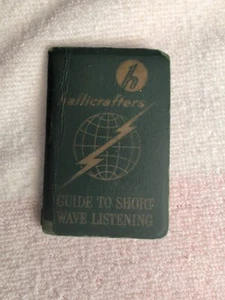 h
hallicrafters
GUIDE TO SHORT
WAVE LISTENING